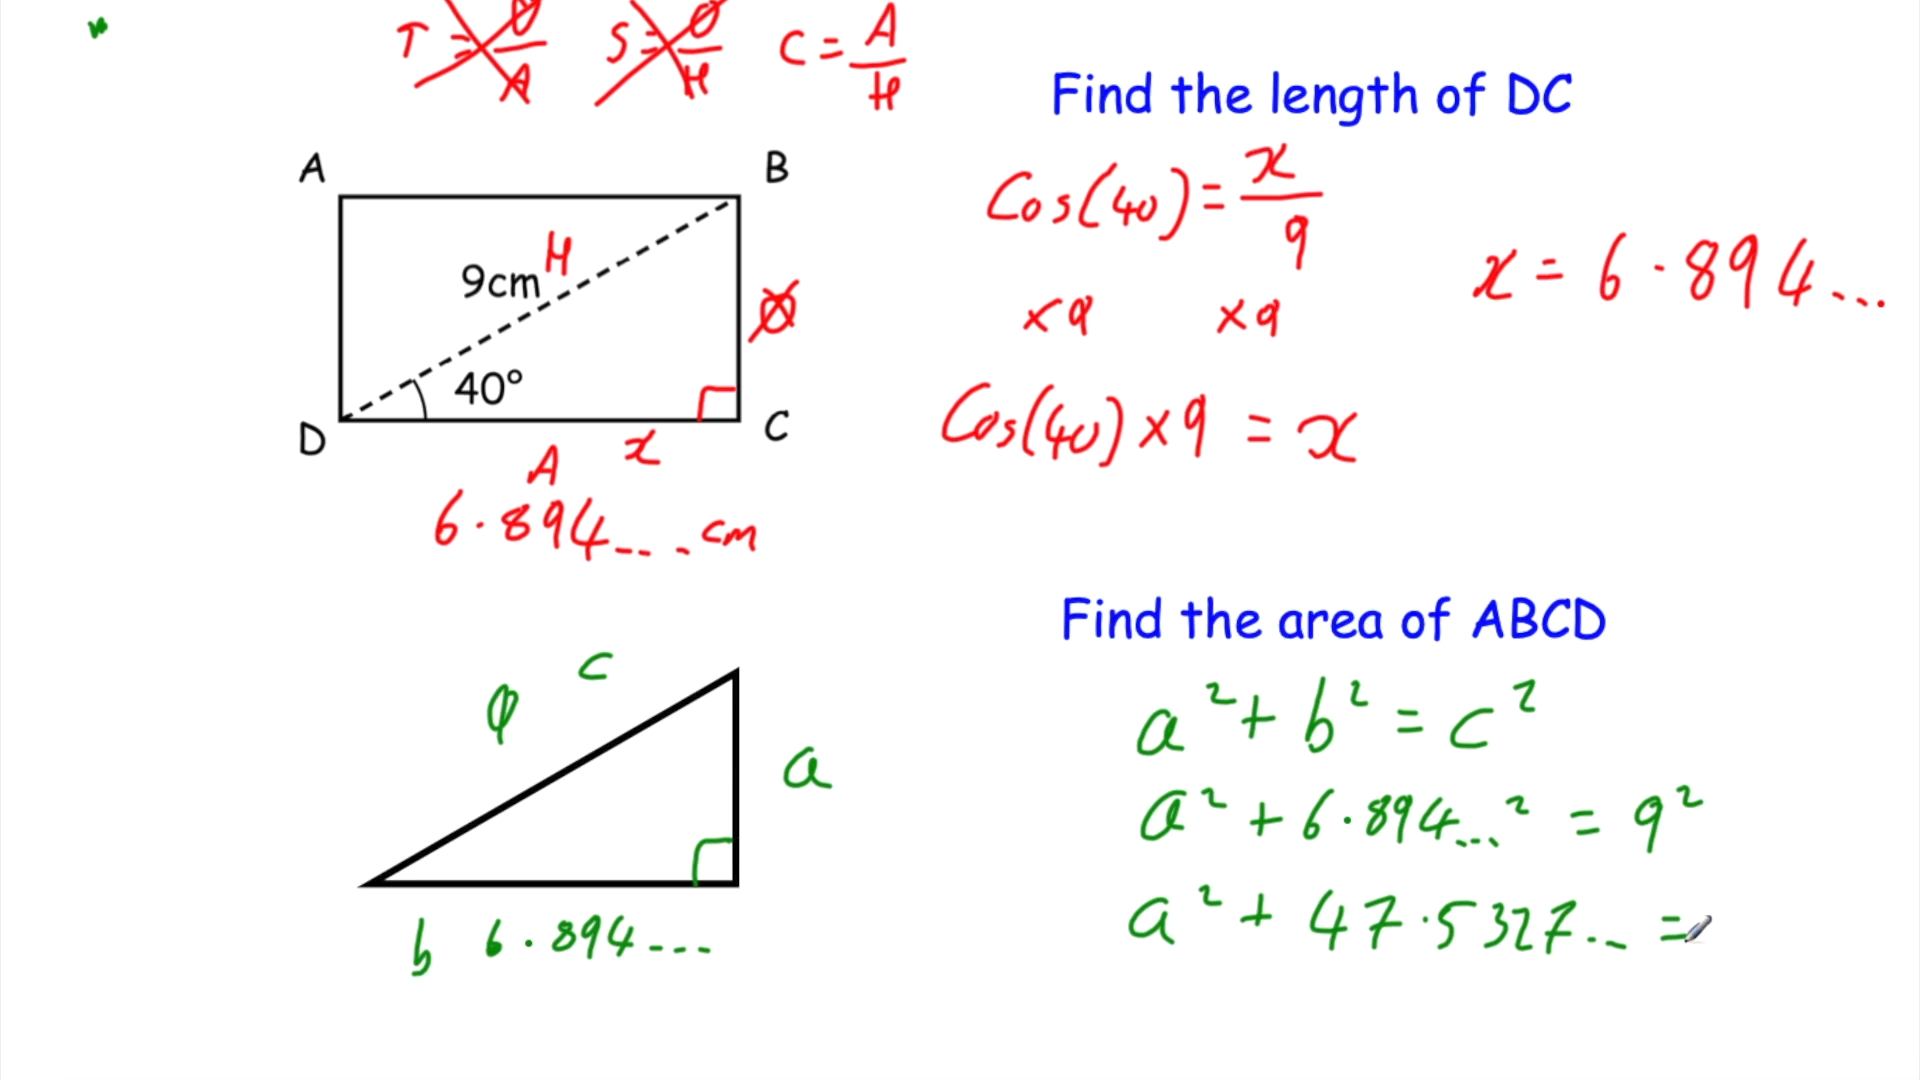 T = O/A S = O/H C = A/H
Find the length of DC
A B
Cos(40) = x/9
9cm H
O
x = 6.894...
×9 ×9
40°
D C
Cos(40) × 9 = x
A x
6.894.... cm
Find the area of ABCD
c
9
a² + b² = c²
a
a² + 6.894...² = 9²
b 6.894...
a² + 47.5327... =